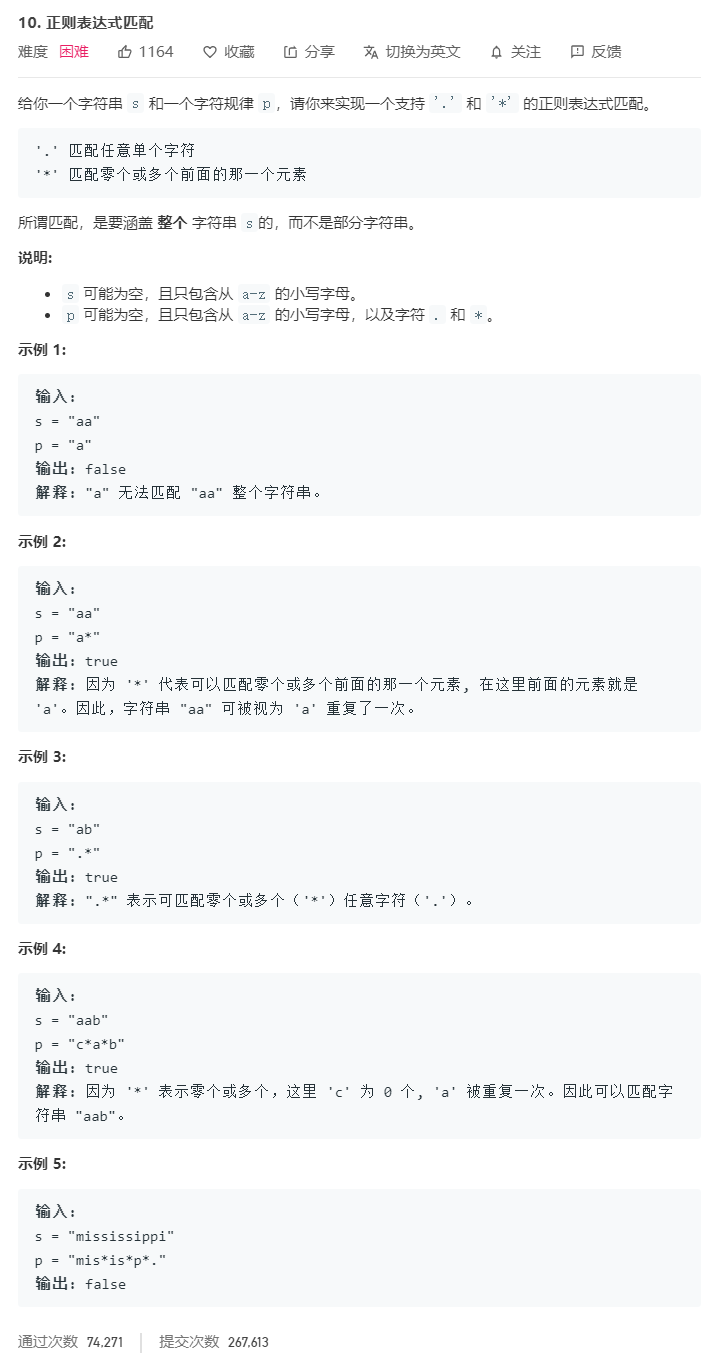 10. 正则表达式匹配
难度 困难 1164 收藏 分享 切换为英文 关注 反馈
给你一个字符串 s 和一个字符规律 p，请你来实现一个支持 '.' 和 '*' 的正则表达式匹配。
'.' 匹配任意单个字符
'*' 匹配零个或多个前面的那一个元素
所谓匹配，是要涵盖 整个 字符串 s 的，而不是部分字符串。
说明:
• s 可能为空，且只包含从 a-z 的小写字母。
• p 可能为空，且只包含从 a-z 的小写字母，以及字符 . 和 *。
示例 1:
输入:
s = "aa"
p = "a"
输出: false
解释: "a" 无法匹配 "aa" 整个字符串。
示例 2:
输入:
s = "aa"
p = "a*"
输出: true
解释: 因为 '*' 代表可以匹配零个或多个前面的那一个元素, 在这里前面的元素就是
'a'。因此，字符串 "aa" 可被视为 'a' 重复了一次。
示例 3:
输入:
s = "ab"
p = ".*"
输出: true
解释: ".*" 表示可匹配零个或多个（'*'）任意字符（'.'）。
示例 4:
输入:
s = "aab"
p = "c*a*b"
输出: true
解释: 因为 '*' 表示零个或多个，这里 'c' 为 0 个, 'a' 被重复一次。因此可以匹配字
符串 "aab"。
示例 5:
输入:
s = "mississippi"
p = "mis*is*p*."
输出: false
通过次数 74,271 提交次数 267,613